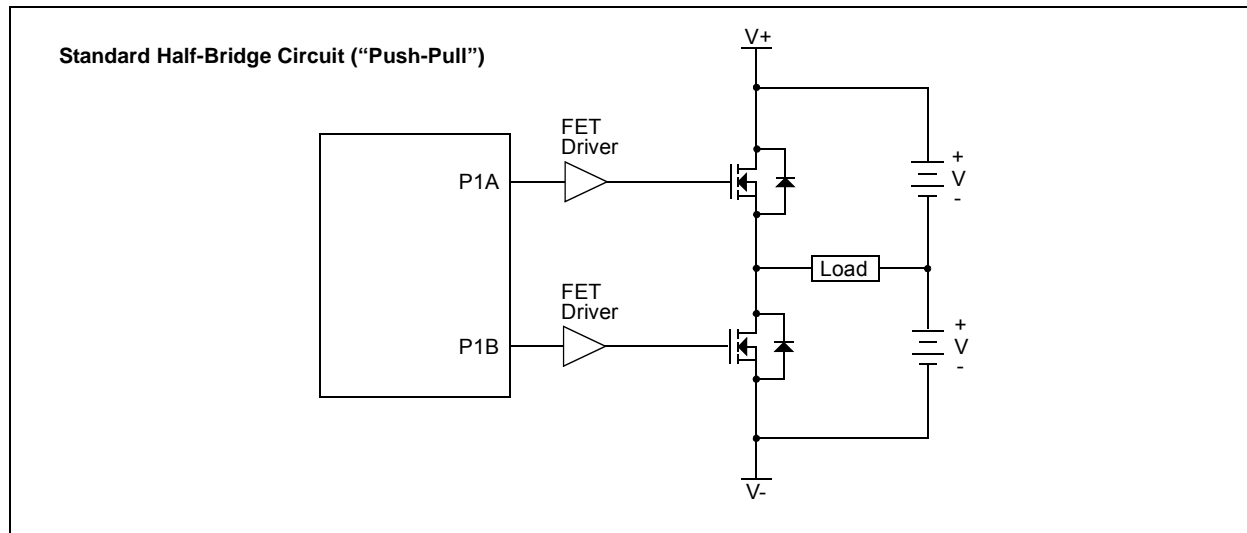 Standard Half-Bridge Circuit (“Push-Pull”)
V+
FET
Driver
P1A
+
V
-
Load
FET
Driver
P1B
+
V
-
V-